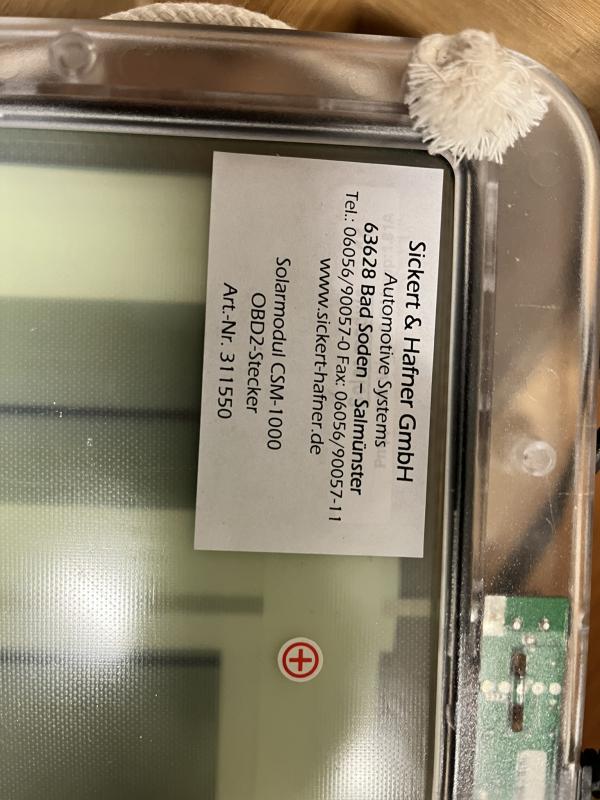 Sickert & Hafner GmbH
Automotive Systems
63628 Bad Soden – Salmünster
Tel.: 06056/90057-0 Fax: 06056/90057-11
www.sickert-hafner.de
Solarmodul CSM-1000
OBD2-Stecker
Art.-Nr. 311550